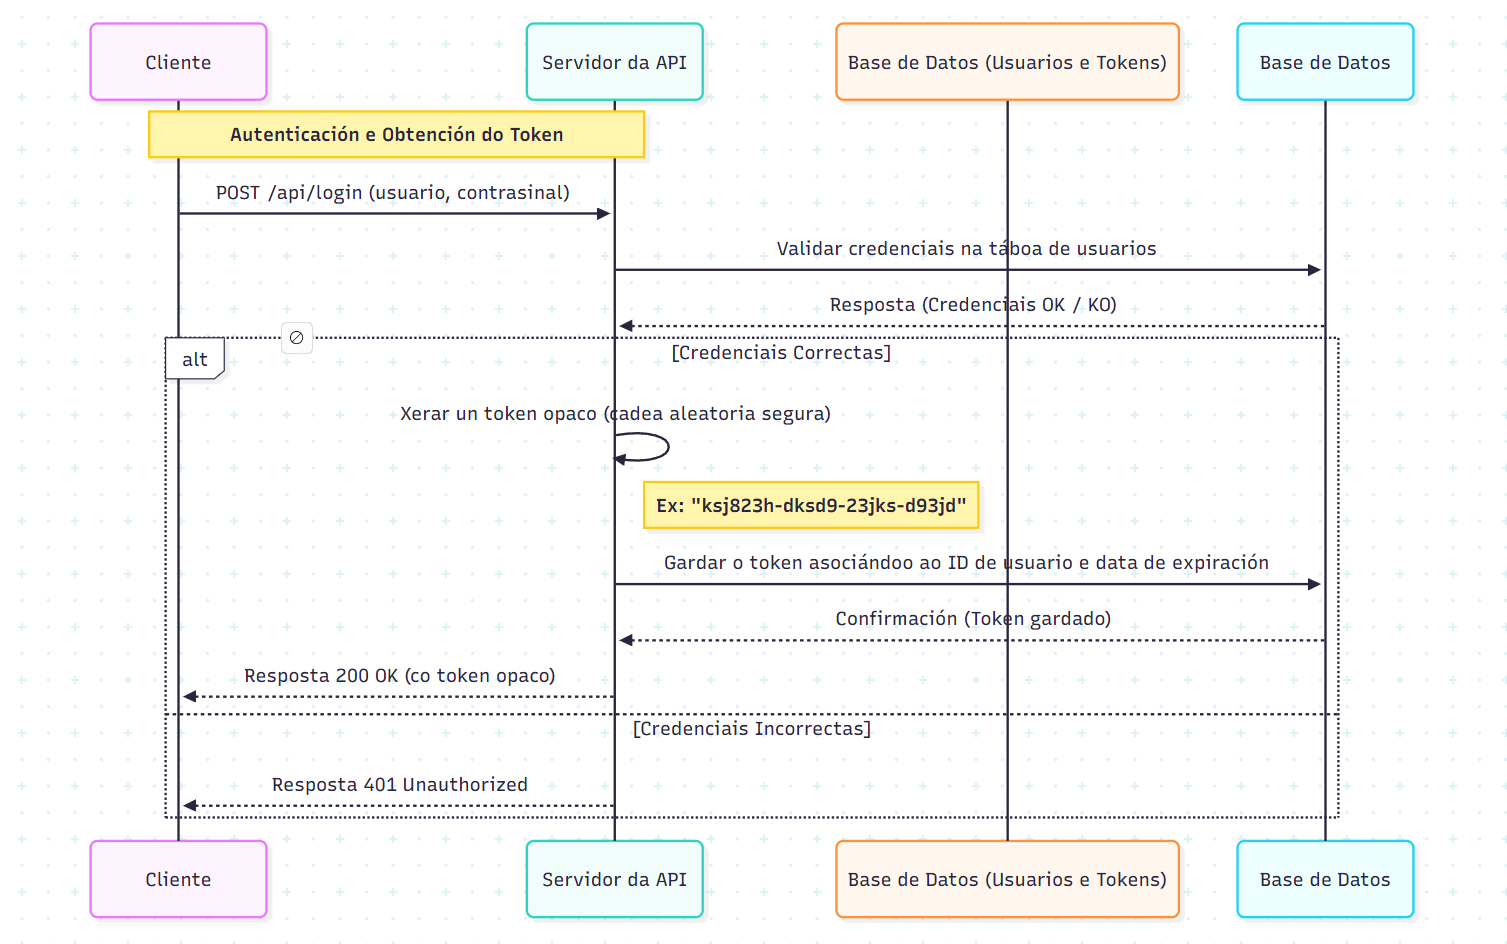 Cliente
Servidor da API
Base de Datos (Usuarios e Tokens)
Base de Datos
Autenticación e Obtención do Token
POST /api/login (usuario, contrasinal)
Validar credenciais na táboa de usuarios
Resposta (Credenciais OK / KO)
alt
[Credenciais Correctas]
Xerar un token opaco (cadea aleatoria segura)
Ex: "ksj823h-dksd9-23jks-d93jd"
Gardar o token asociándoo ao ID de usuario e data de expiración
Confirmación (Token gardado)
Resposta 200 OK (co token opaco)
[Credenciais Incorrectas]
Resposta 401 Unauthorized
Cliente
Servidor da API
Base de Datos (Usuarios e Tokens)
Base de Datos